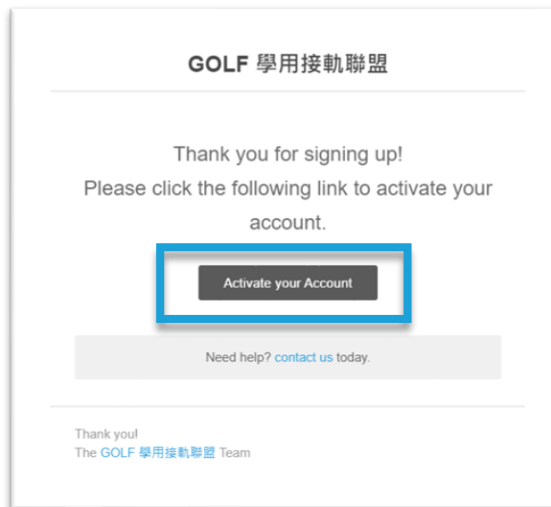 GOLF 學用接軌聯盟
Thank you for signing up!
Please click the following link to activate your
account.
Activate your Account
Need help? contact us today.
Thank you!
The GOLF 學用接軌聯盟 Team